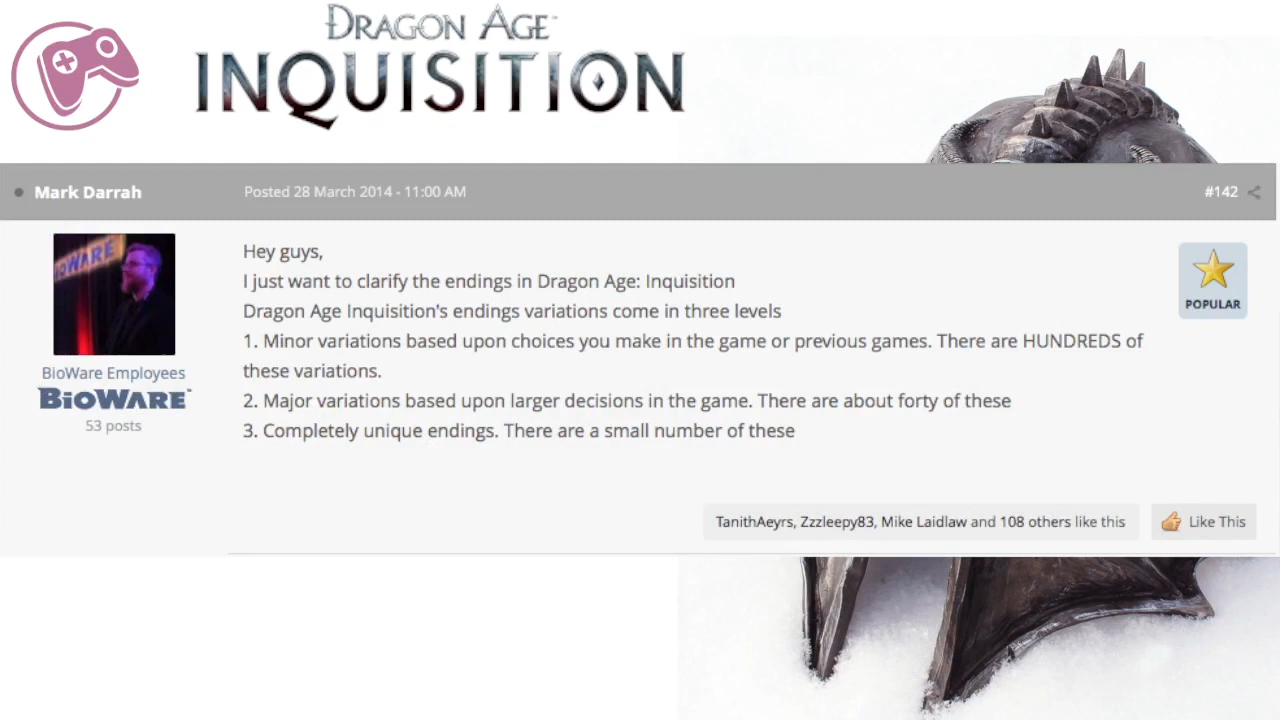 DRAGON AGE
INQUISITION
Mark Darrah
Posted 28 March 2014 - 11:00 AM
#142
BIOWARE
BioWare Employees
BIOWARE
53 posts
Hey guys,
I just want to clarify the endings in Dragon Age: Inquisition
Dragon Age Inquisition's endings variations come in three levels
1. Minor variations based upon choices you make in the game or previous games. There are HUNDREDS of
these variations.
2. Major variations based upon larger decisions in the game. There are about forty of these
3. Completely unique endings. There are a small number of these
POPULAR
TanithAeyrs, Zzzleepy83, Mike Laidlaw and 108 others like this
Like This